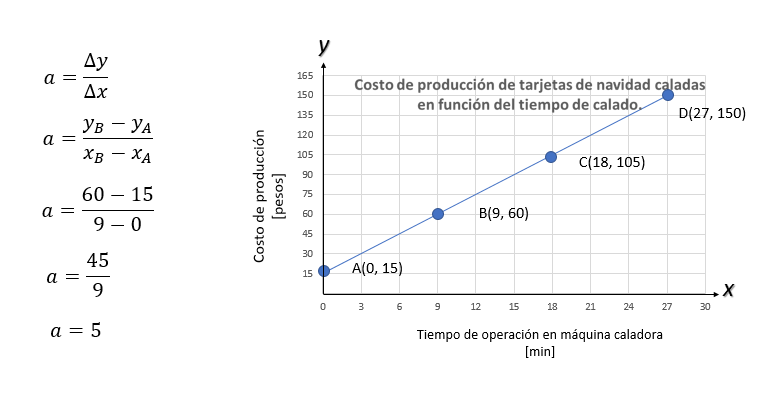 a = Δy / Δx
a = y_B − y_A / x_B − x_A
a = 60 − 15 / 9 − 0
a = 45 / 9
a = 5
y
Costo de producción de tarjetas de navidad caladas
en función del tiempo de calado.
Costo de producción
[pesos]
165
150
135
120
105
90
75
60
45
30
15
D(27, 150)
C(18, 105)
B(9, 60)
A(0, 15)
x
0 3 6 9 12 15 18 21 24 27 30
Tiempo de operación en máquina caladora
[min]